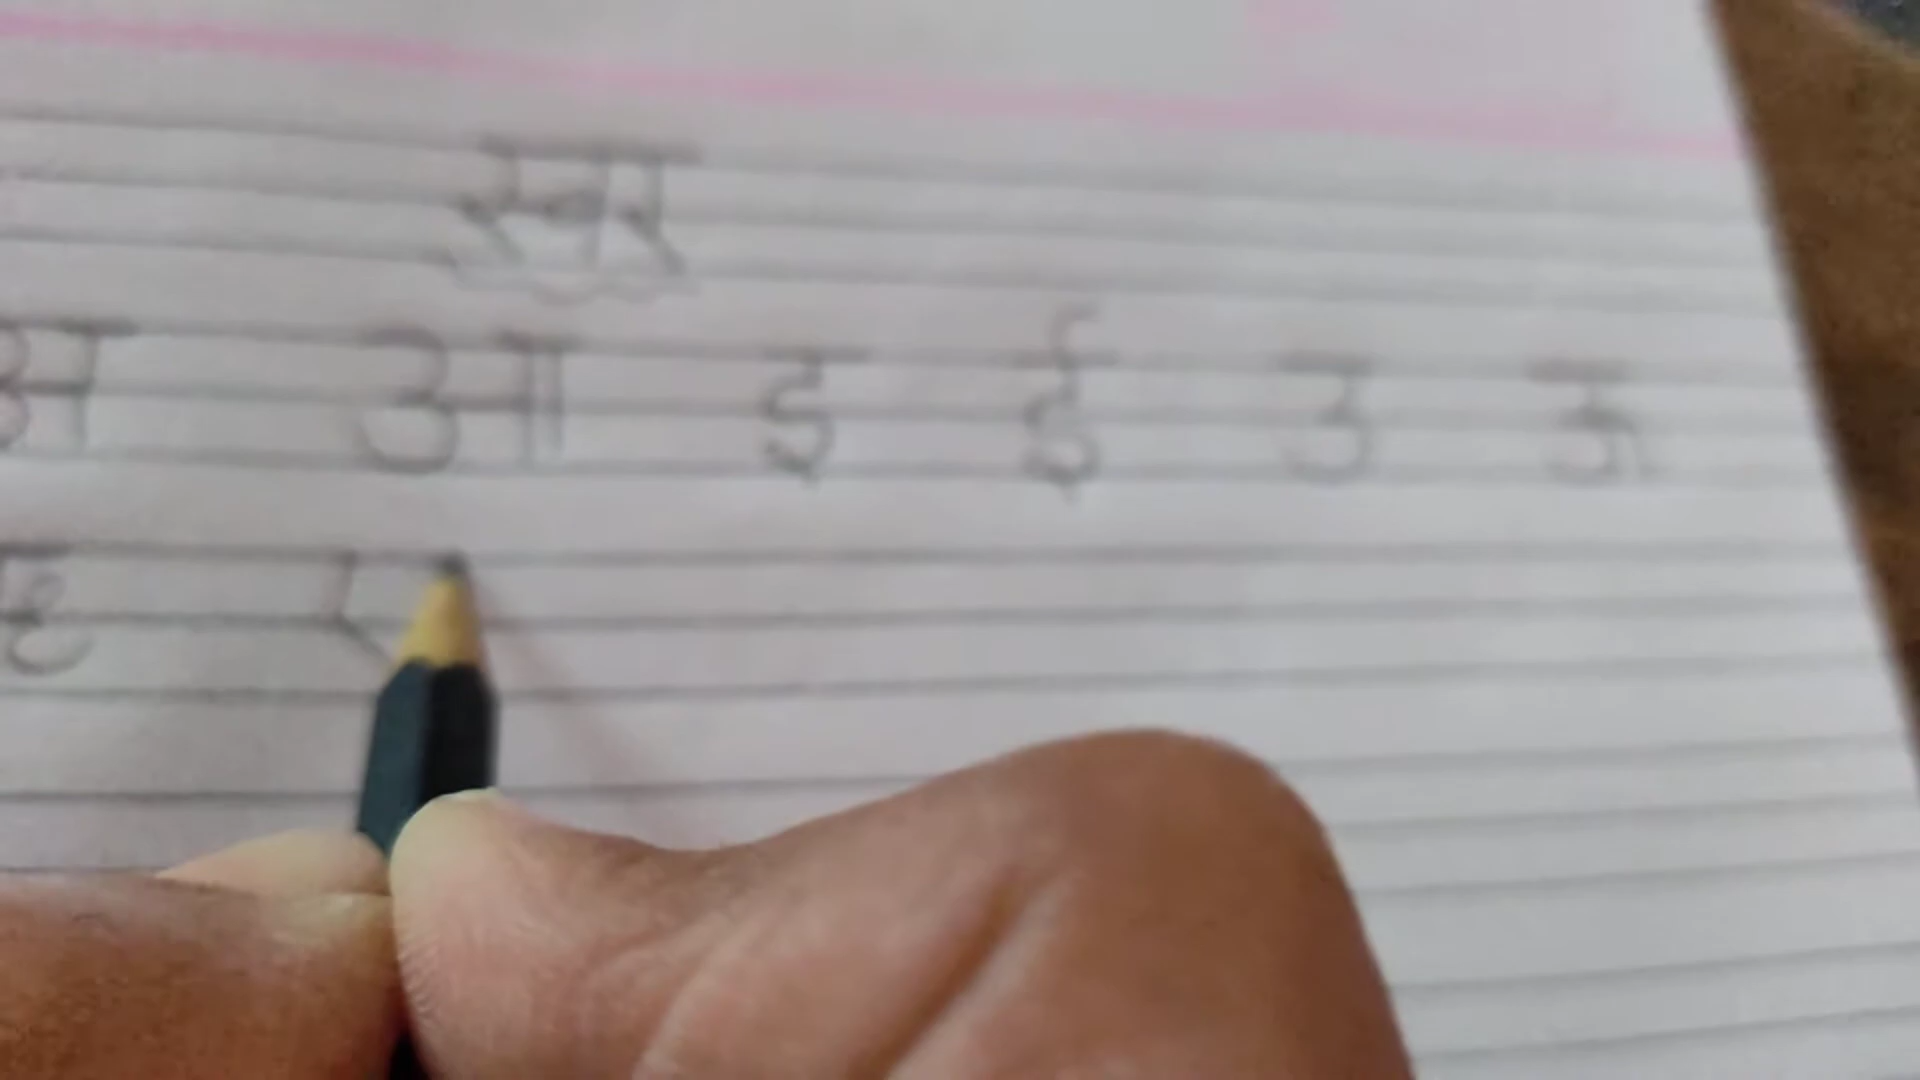 स्वर
अ आ इ ई उ ऊ
ऋ